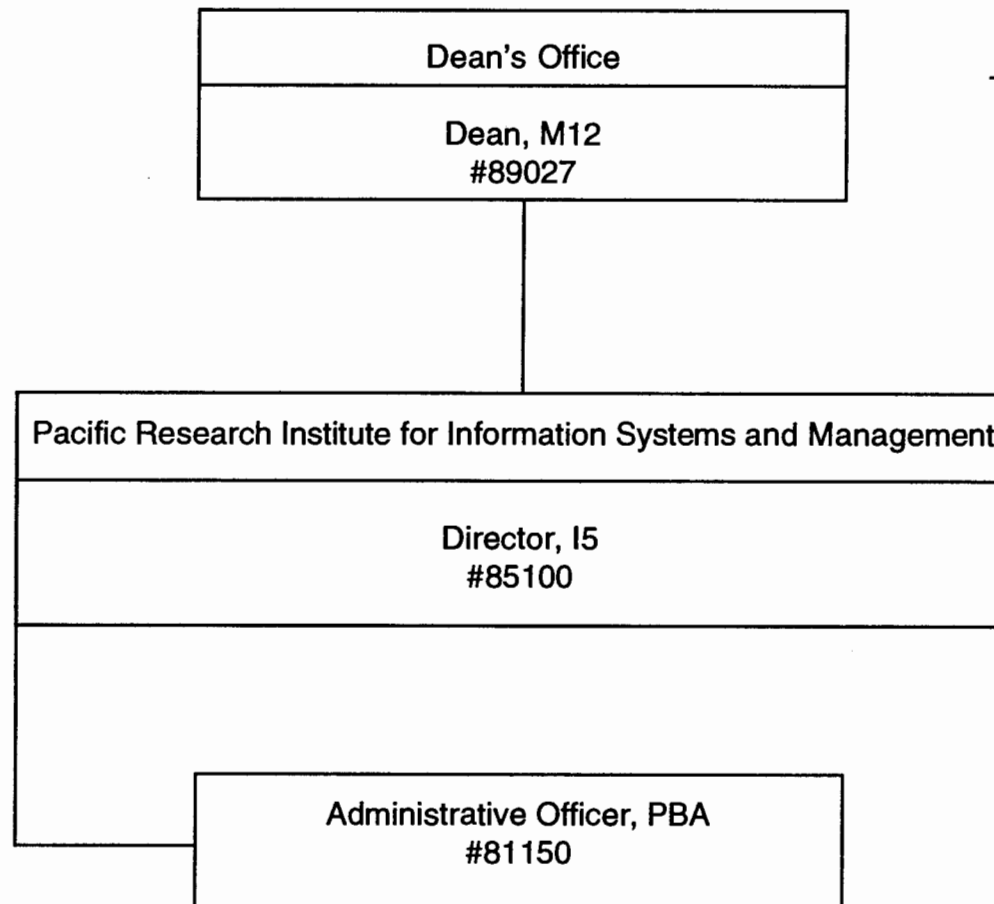 Dean's Office
Dean, M12
#89027
Pacific Research Institute for Information Systems and Management
Director, I5
#85100
Administrative Officer, PBA
#81150